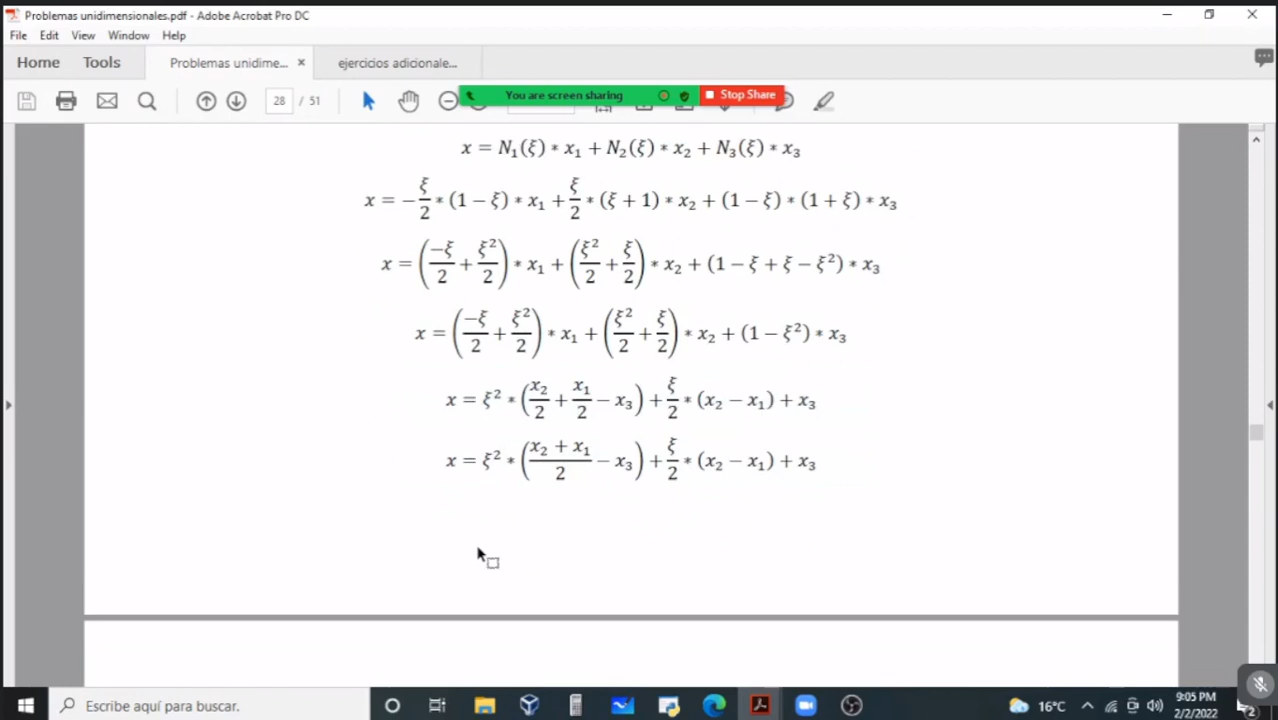 Problemas unidimensionales.pdf - Adobe Acrobat Pro DC
File Edit View Window Help
Home Tools Problemas unidime... × ejercicios adicionale...
28 / 51 You are screen sharing Stop Share
x = N₁(ξ) * x₁ + N₂(ξ) * x₂ + N₃(ξ) * x₃
x = −ξ/2 * (1 − ξ) * x₁ + ξ/2 * (ξ + 1) * x₂ + (1 − ξ) * (1 + ξ) * x₃
x = (−ξ/2 + ξ²/2) * x₁ + (ξ²/2 + ξ/2) * x₂ + (1 − ξ + ξ − ξ²) * x₃
x = (−ξ/2 + ξ²/2) * x₁ + (ξ²/2 + ξ/2) * x₂ + (1 − ξ²) * x₃
x = ξ² * (x₂/2 + x₁/2 − x₃) + ξ/2 * (x₂ − x₁) + x₃
x = ξ² * ((x₂ + x₁)/2 − x₃) + ξ/2 * (x₂ − x₁) + x₃
Escribe aquí para buscar.
16°C
9:05 PM
2/2/2022
2